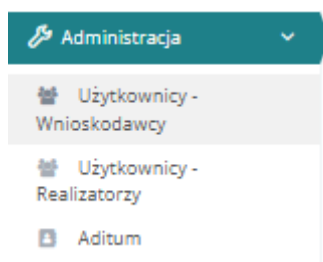 Administracja
Użytkownicy -
Wnioskodawcy
Użytkownicy -
Realizatorzy
Aditum